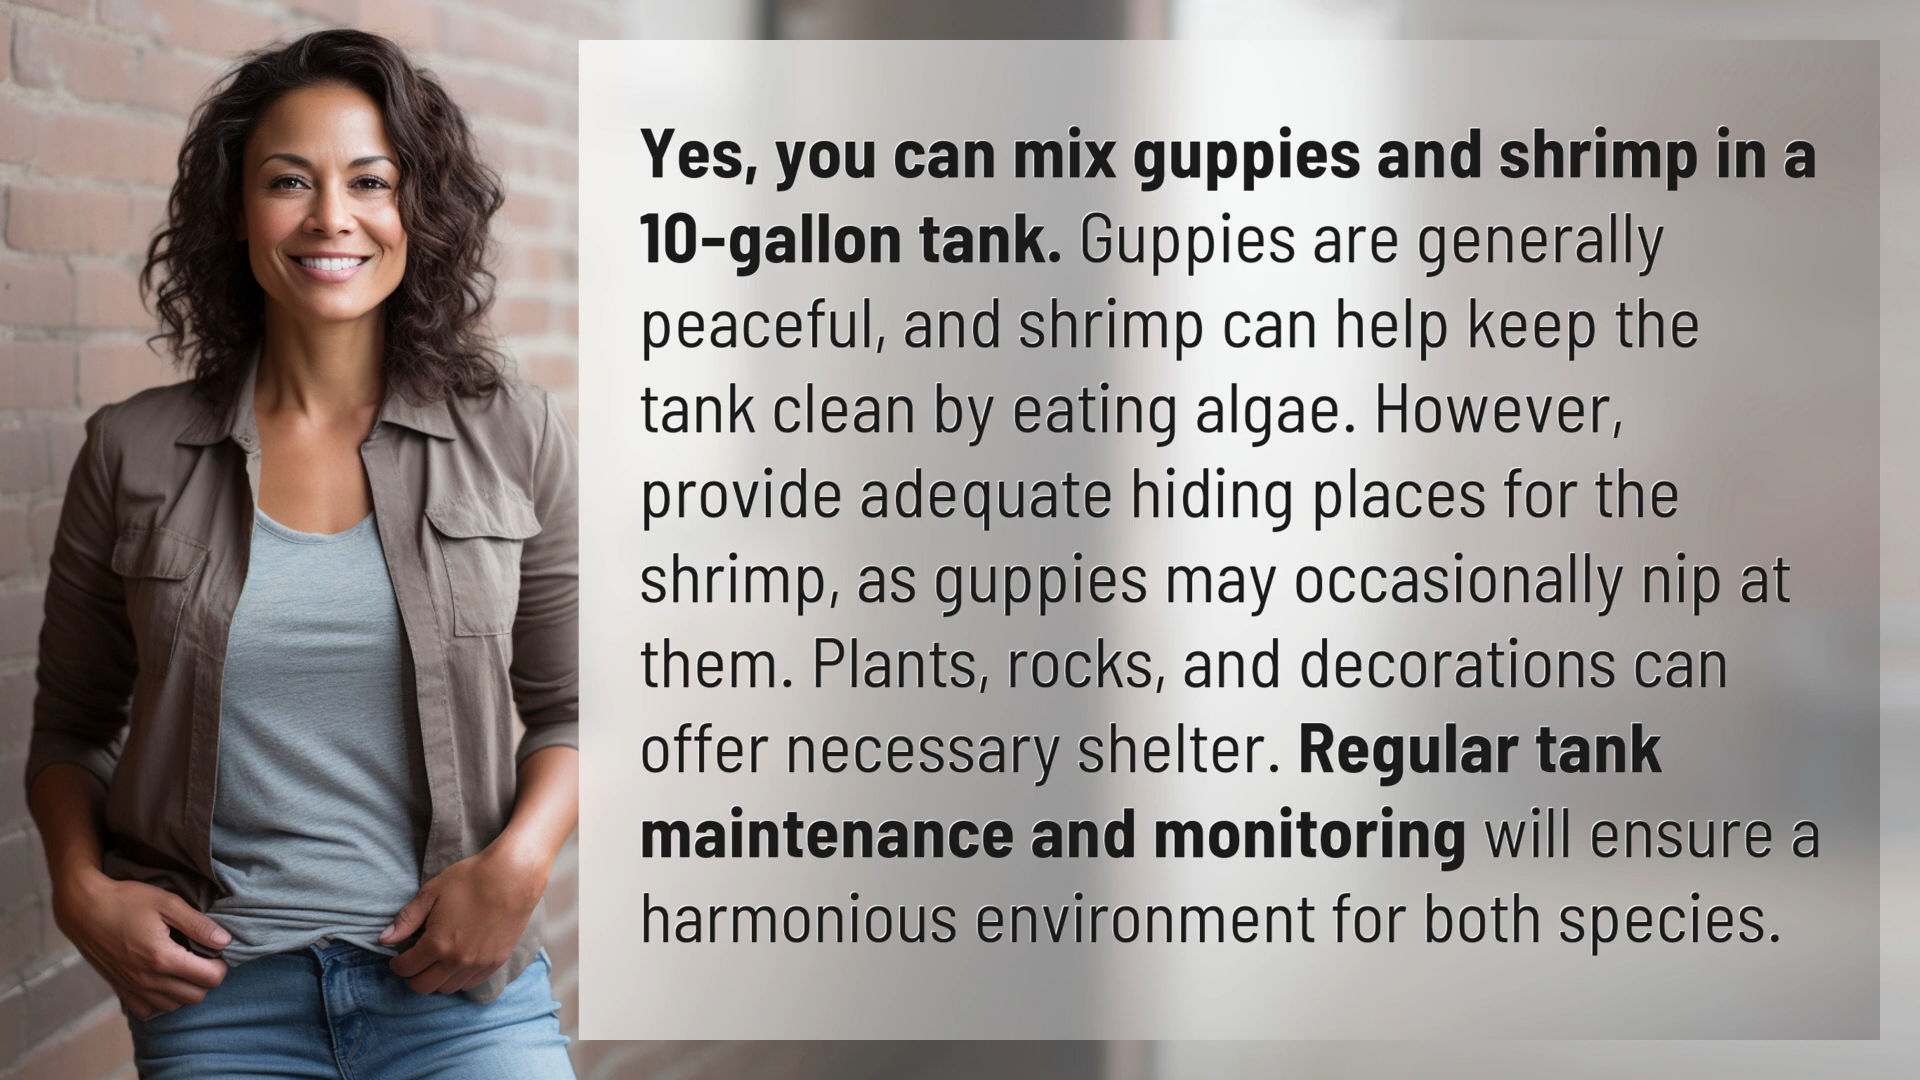 Yes, you can mix guppies and shrimp in a
10-gallon tank. Guppies are generally
peaceful, and shrimp can help keep the
tank clean by eating algae. However,
provide adequate hiding places for the
shrimp, as guppies may occasionally nip at
them. Plants, rocks, and decorations can
offer necessary shelter. Regular tank
maintenance and monitoring will ensure a
harmonious environment for both species.